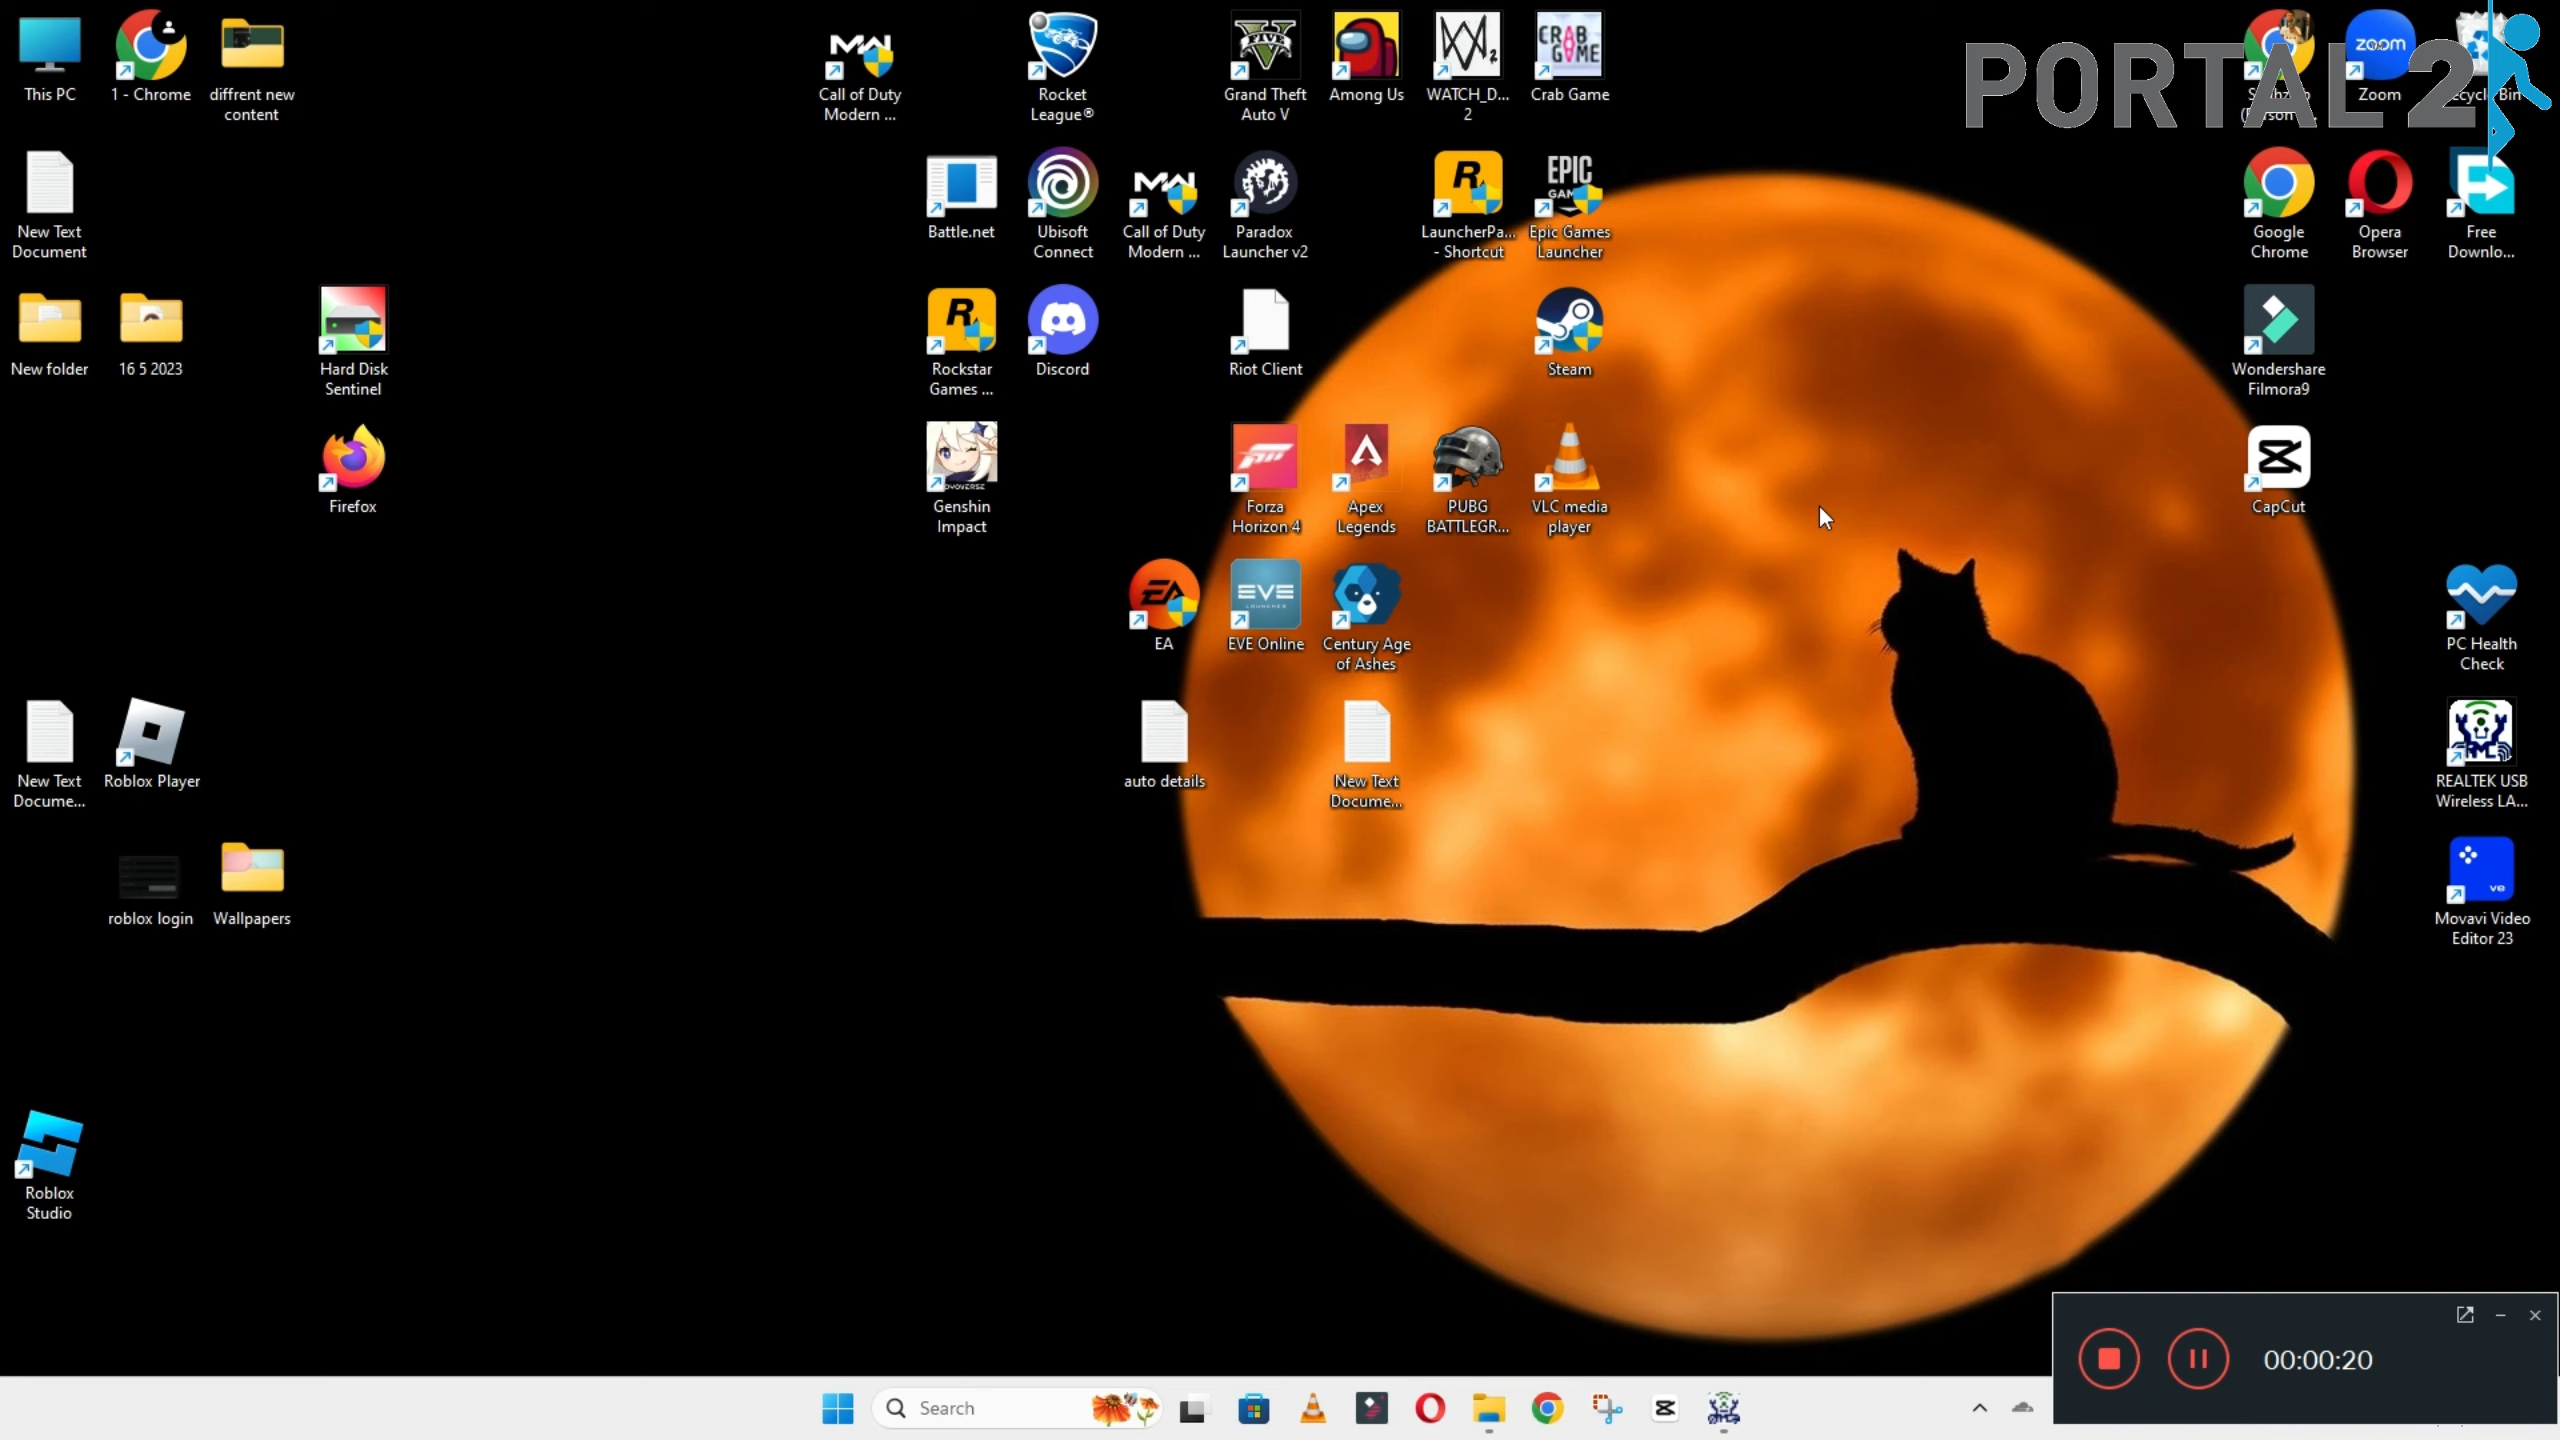 PORTAL 2
This PC
1 - Chrome
diffrent new
content
Call of Duty
Modern ...
Rocket
League®
Grand Theft
Auto V
Among Us
WATCH_D...
2
Crab Game
Zoom
New Text
Document
Battle.net
Ubisoft
Connect
Call of Duty
Modern ...
Paradox
Launcher v2
LauncherPa...
- Shortcut
Epic Games
Launcher
Google
Chrome
Opera
Browser
Free
Downlo...
New folder
16 5 2023
Hard Disk
Sentinel
Rockstar
Games ...
Discord
Riot Client
Steam
Wondershare
Filmora9
Firefox
Genshin
Impact
Forza
Horizon 4
Apex
Legends
PUBG
BATTLEGR...
VLC media
player
CapCut
EA
EVE Online
Century Age
of Ashes
PC Health
Check
New Text
Docume...
Roblox Player
auto details
New Text
Docume...
REALTEK USB
Wireless LA...
roblox login
Wallpapers
Movavi Video
Editor 23
Roblox
Studio
00:00:20
Search